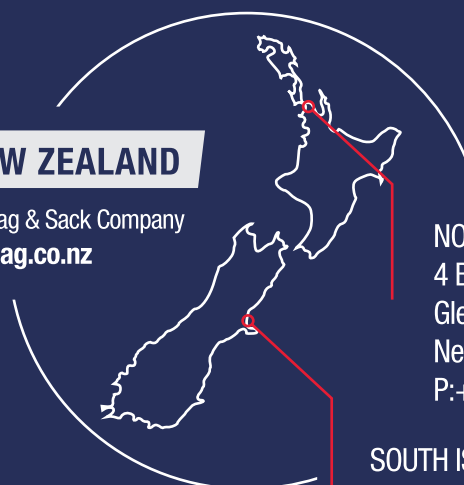 W ZEALAND
ag & Sack Company
ag.co.nz
NO
4 E
Gle
Ne
P:+
SOUTH IS